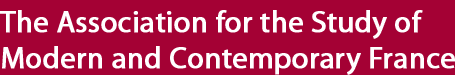 The Association for the Study of
Modern and Contemporary France